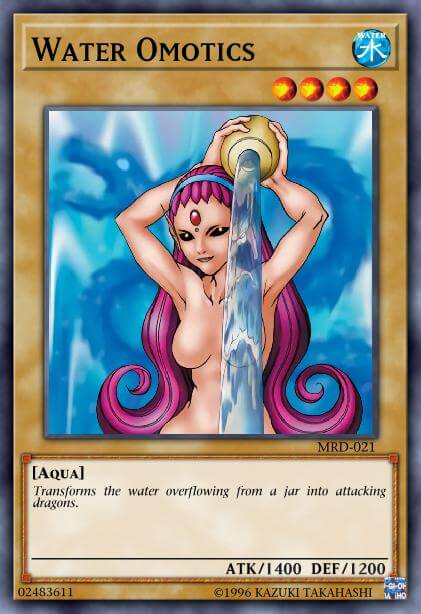 WATER OMOTICS
WATER
水
MRD-021
[AQUA]
Transforms the water overflowing from a jar into attacking
dragons.
ATK/1400 DEF/1200
02483611
©1996 KAZUKI TAKAHASHI